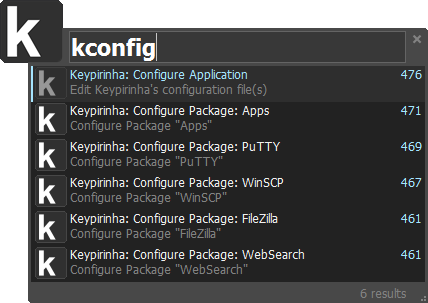 k
kconfig
×
k
Keypirinha: Configure Application 476
Edit Keypirinha's configuration file(s)
k
Keypirinha: Configure Package: Apps 471
Configure Package "Apps"
k
Keypirinha: Configure Package: PuTTY 469
Configure Package "PuTTY"
k
Keypirinha: Configure Package: WinSCP 467
Configure Package "WinSCP"
k
Keypirinha: Configure Package: FileZilla 461
Configure Package "FileZilla"
k
Keypirinha: Configure Package: WebSearch 461
Configure Package "WebSearch"
6 results